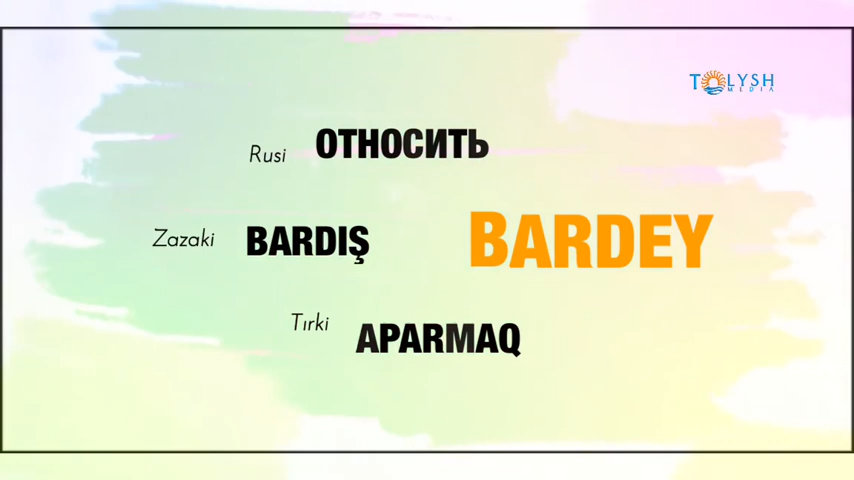 TOLYSH
MEDIA
Rusi ОТНОСИТЬ
Zazaki BARDIŞ
BARDEY
Tırki APARMAQ